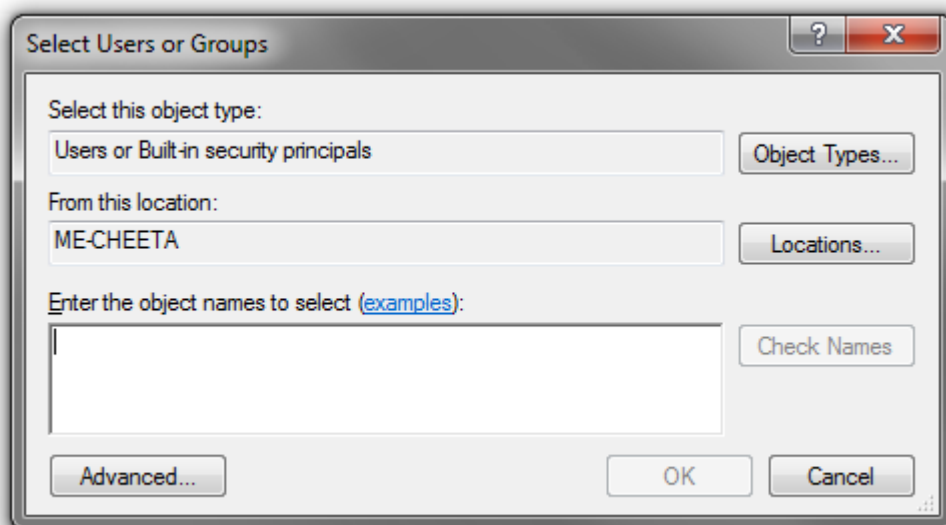 Select Users or Groups
Select this object type:
Users or Built-in security principals
Object Types...
From this location:
ME-CHEETA
Locations...
Enter the object names to select (examples):
Check Names
Advanced...
OK
Cancel